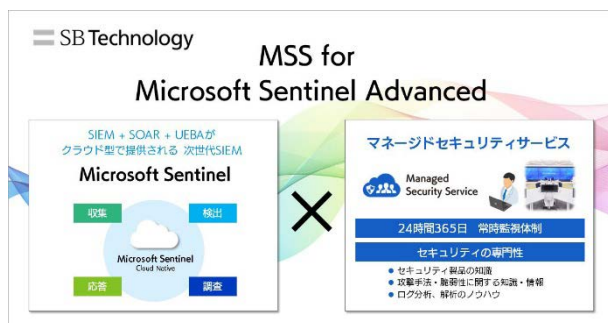 SB Technology
MSS for
Microsoft Sentinel Advanced
SIEM + SOAR + UEBAが
クラウド型で提供される 次世代SIEM
Microsoft Sentinel
収集
検出
Microsoft Sentinel
Cloud Native
応答
調査
×
マネージドセキュリティサービス
Managed
Security Service
24時間365日 常時監視体制
セキュリティの専門性
● セキュリティ製品の知識
● 攻撃手法・脆弱性に関する知識・情報
● ログ分析、解析のノウハウ